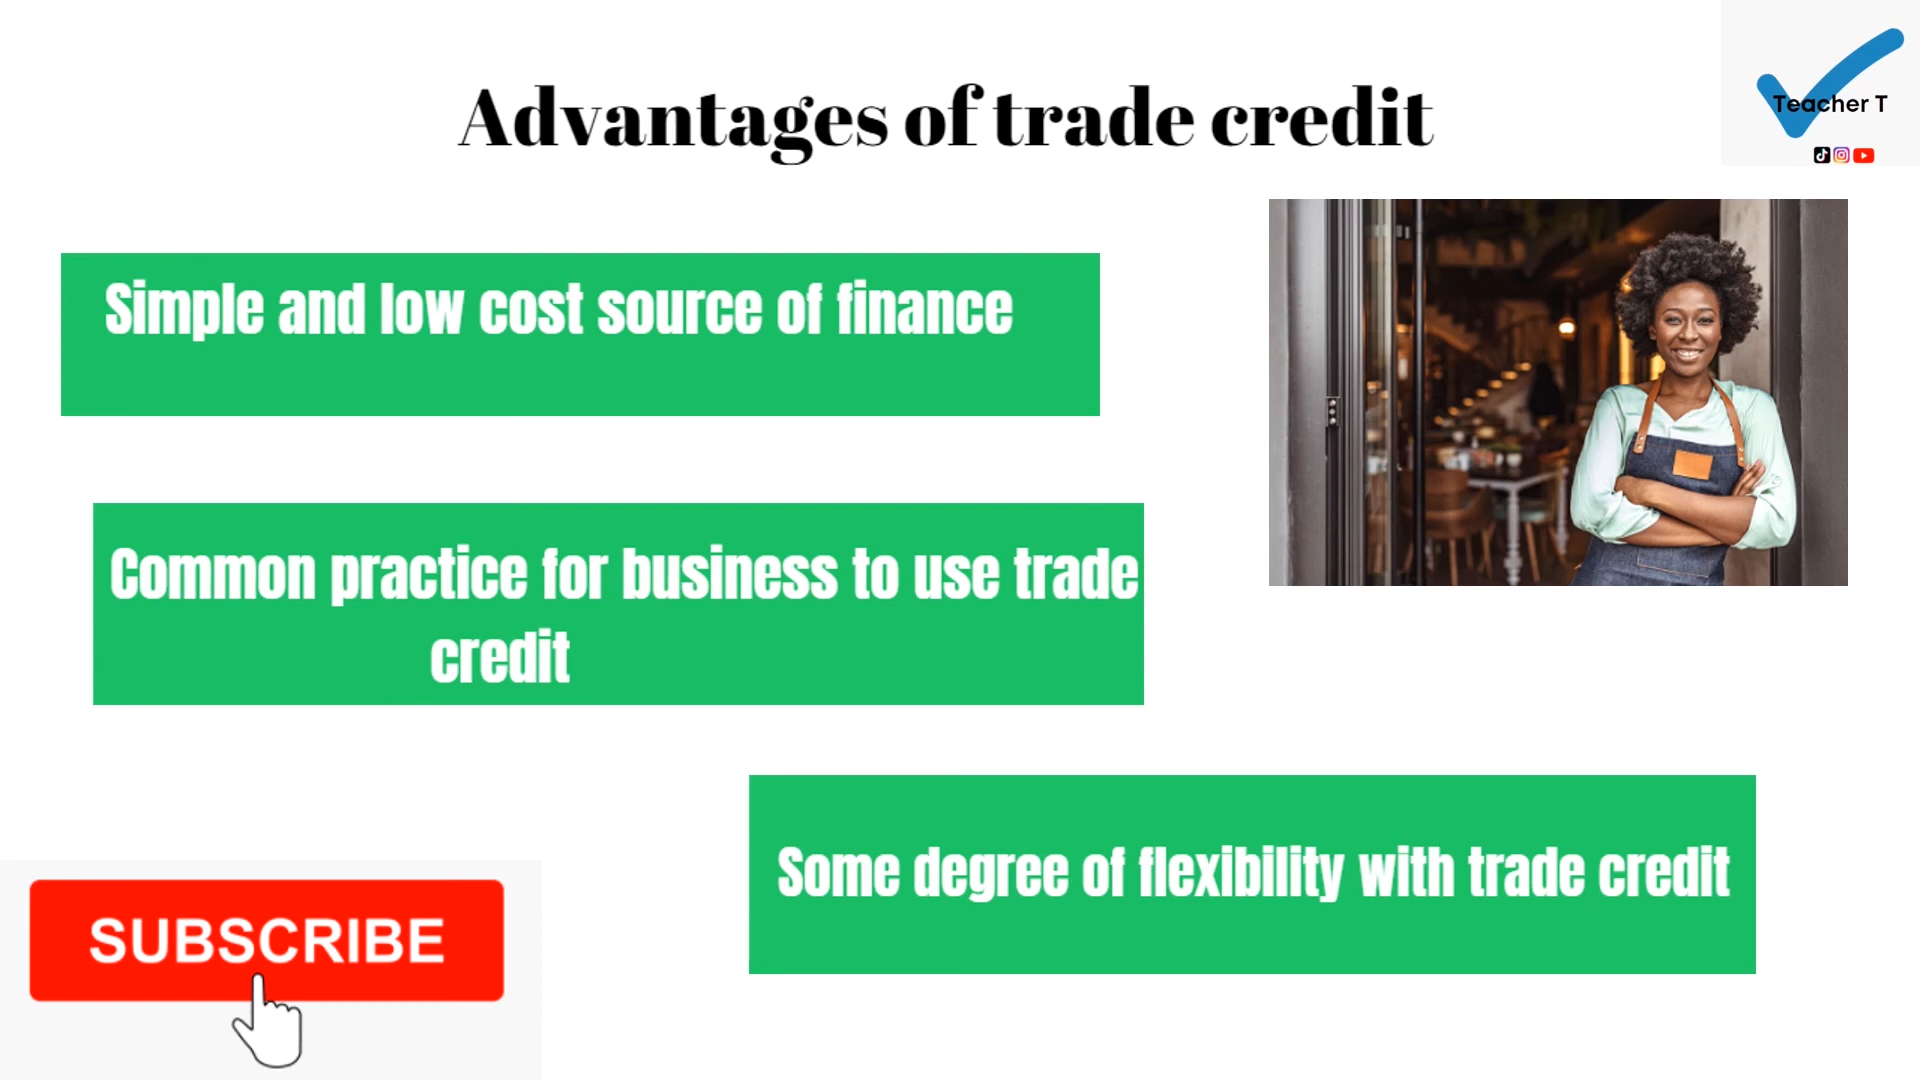 Advantages of trade credit
Teacher T
Simple and low cost source of finance
Common practice for business to use trade
credit
Some degree of flexibility with trade credit
SUBSCRIBE